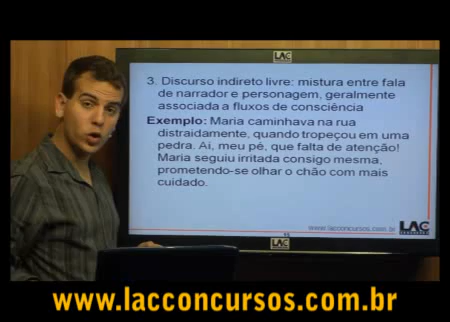 LAC
3. Discurso indireto livre: mistura entre fala
de narrador e personagem, geralmente
associada a fluxos de consciência
Exemplo: Maria caminhava na rua
distraidamente, quando tropeçou em uma
pedra. Aí, meu pé, que falta de atenção!
Maria seguiu irritada consigo mesma,
prometendo-se olhar o chão com mais
cuidado.
www.lacconcursos.com.br
LAC
LAC
www.lacconcursos.com.br